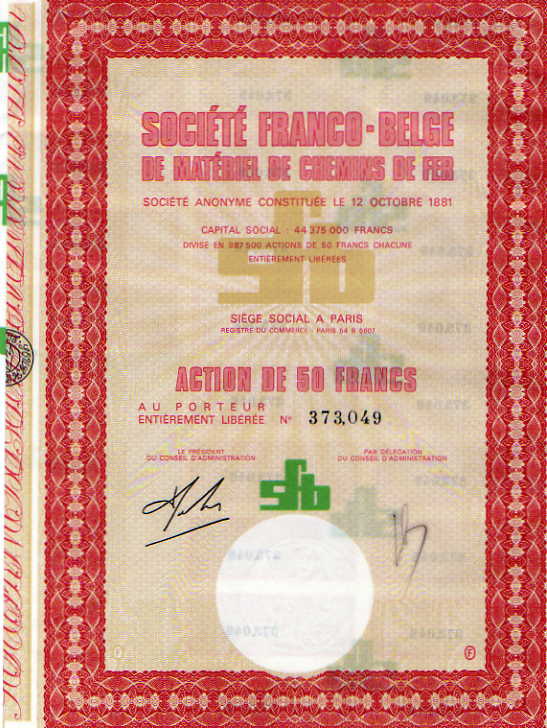 SOCIÉTÉ FRANCO-BELGE
DE MATÉRIEL DE CHEMINS DE FER
SOCIÉTÉ ANONYME CONSTITUÉE LE 12 OCTOBRE 1881
CAPITAL SOCIAL : 44 375 000 FRANCS
DIVISÉ EN 887 500 ACTIONS DE 50 FRANCS CHACUNE
ENTIÈREMENT LIBÉRÉES
sfb
SIÈGE SOCIAL A PARIS
REGISTRE DU COMMERCE : PARIS 54 B 5607
ACTION DE 50 FRANCS
AU PORTEUR
ENTIÈREMENT LIBÉRÉE N° 373,049
LE PRÉSIDENT
DU CONSEIL D'ADMINISTRATION
PAR DÉLÉGATION
DU CONSEIL D'ADMINISTRATION
sfb